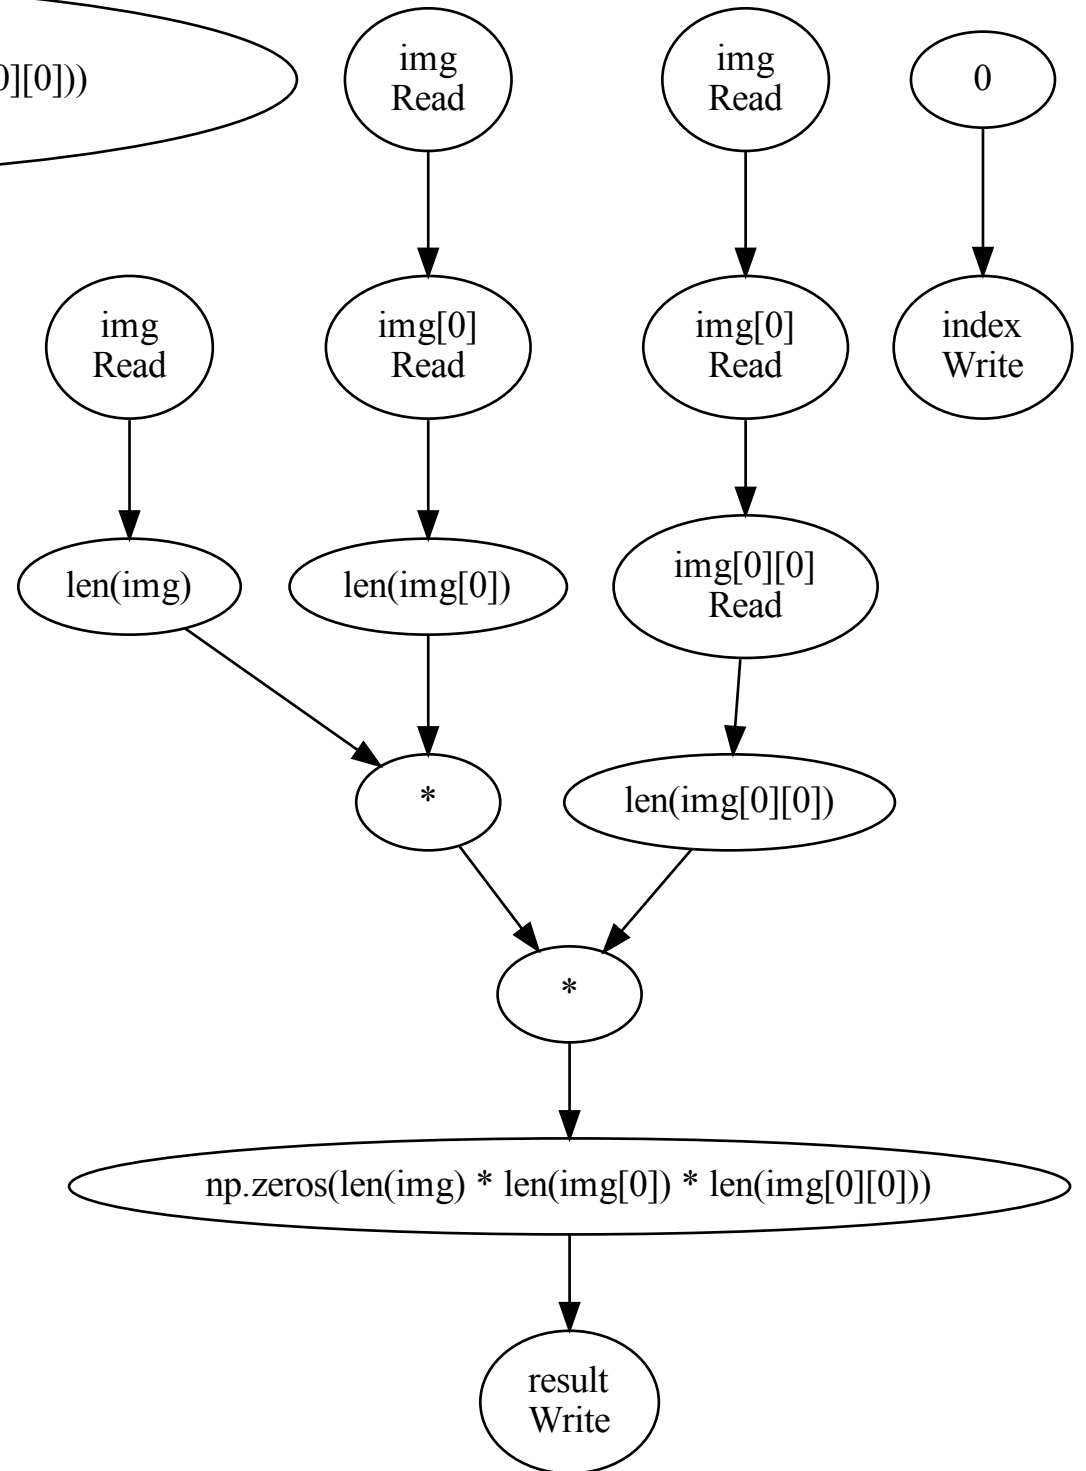 0][0]))
img
Read
img
Read
0
img
Read
img[0]
Read
img[0]
Read
index
Write
len(img)
len(img[0])
img[0][0]
Read
*
len(img[0][0])
*
np.zeros(len(img) * len(img[0]) * len(img[0][0]))
result
Write